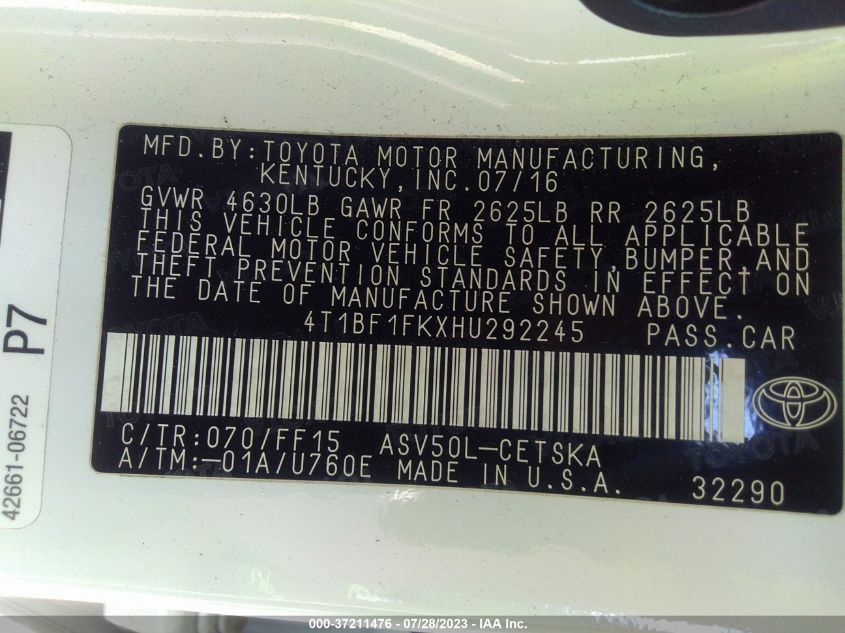 MFD.BY:TOYOTA MOTOR MANUFACTURING,
KENTUCKY,INC.07/16
GVWR 4630LB GAWR FR 2625LB RR 2625LB
THIS VEHICLE CONFORMS TO ALL APPLICABLE
FEDERAL MOTOR VEHICLE SAFETY,BUMPER,AND
THEFT PREVENTION STANDARDS IN EFFECT ON
THE DATE OF MANUFACTURE SHOWN ABOVE.
4T1BF1FKXHU292245 PASS.CAR
C/TR:070/FF15 ASV50L-CETSKA
A/TM:-01A/U760E MADE IN U.S.A. 32290
P7
42661-06722
000-37211476 - 07/28/2023 - IAA Inc.